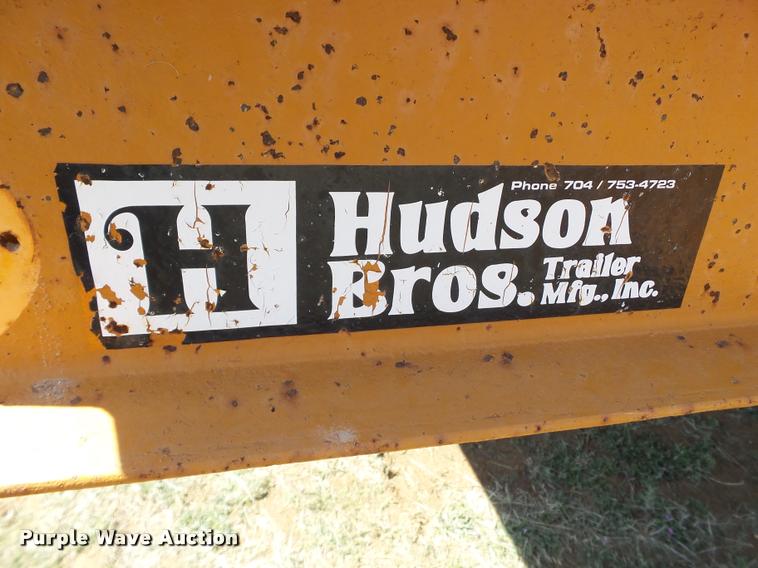 Phone 704 / 753-4723
H
Hudson
Bros. Trailer
Mfg., Inc.
Purple Wave Auction